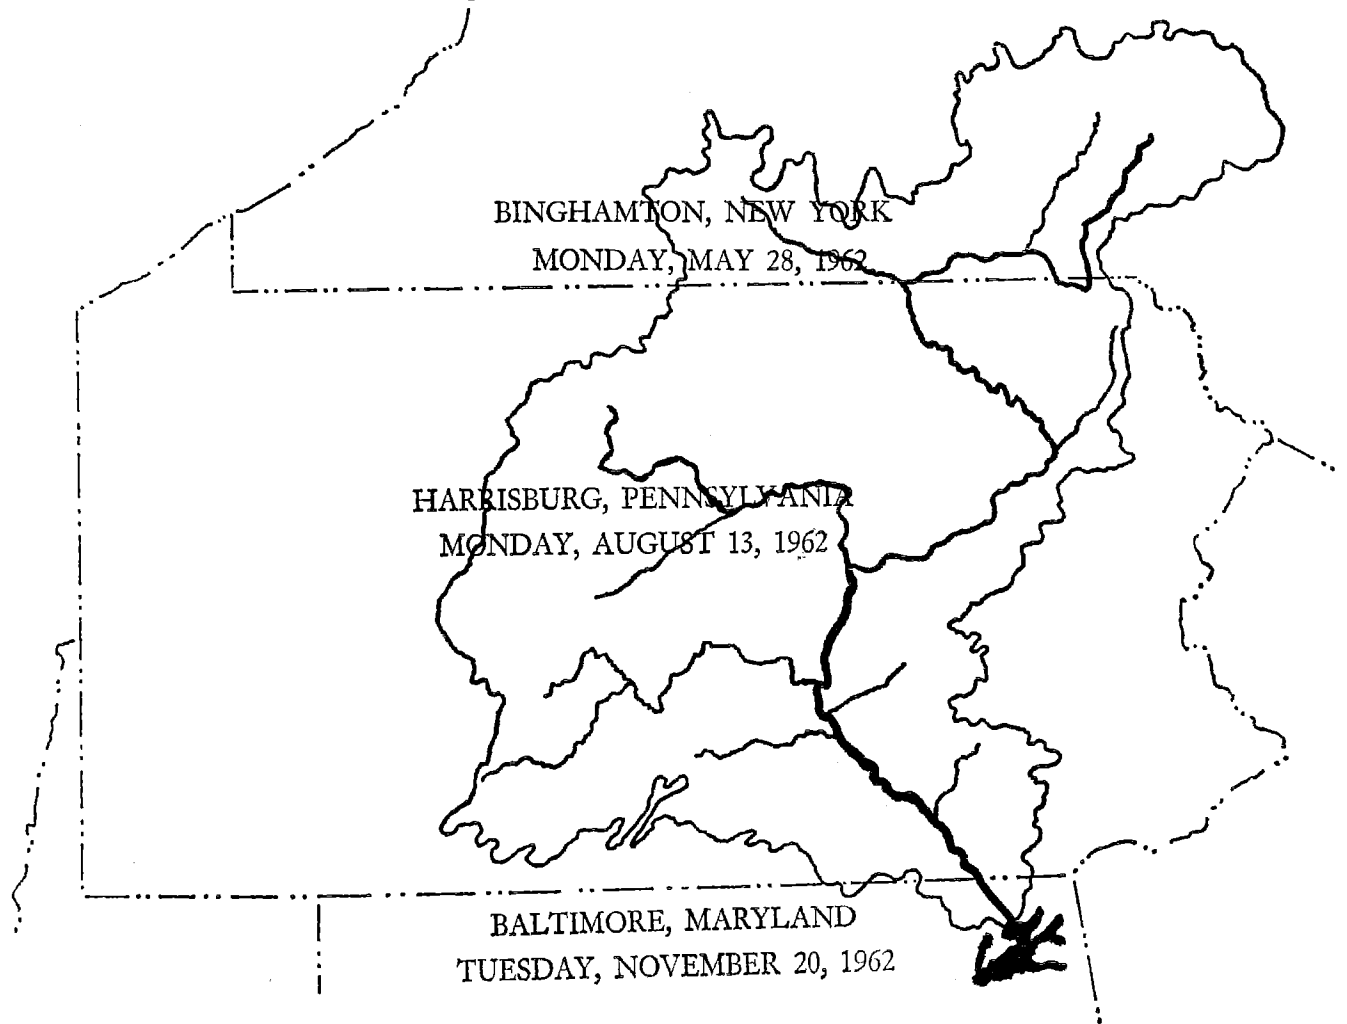 BINGHAMTON, NEW YORK
MONDAY, MAY 28, 1962
HARRISBURG, PENNSYLVANIA
MONDAY, AUGUST 13, 1962
BALTIMORE, MARYLAND
TUESDAY, NOVEMBER 20, 1962